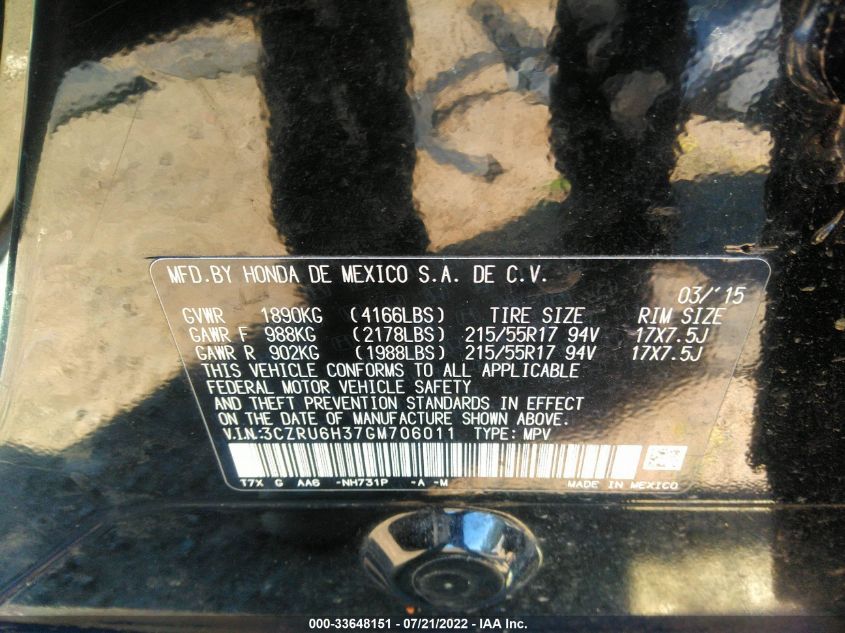 MFD.BY HONDA DE MEXICO S.A. DE C.V.
03/'15
GVWR 1890KG (4166LBS) TIRE SIZE RIM SIZE
GAWR F 988KG (2178LBS) 215/55R17 94V 17X7.5J
GAWR R 902KG (1988LBS) 215/55R17 94V 17X7.5J
THIS VEHICLE CONFORMS TO ALL APPLICABLE
FEDERAL MOTOR VEHICLE SAFETY
AND THEFT PREVENTION STANDARDS IN EFFECT
ON THE DATE OF MANUFACTURE SHOWN ABOVE.
V.I.N.:3CZRU6H37GM706011 TYPE: MPV
T7X G AA6 -NH731P -A -M MADE IN MEXICO
000-33648151 - 07/21/2022 - IAA Inc.